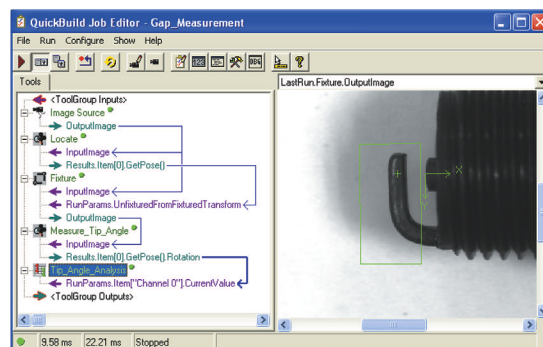 QuickBuild Job Editor - Gap_Measurement
File Run Configure Show Help
Tools
LastRun.Fixture.OutputImage
<ToolGroup Inputs>
Image Source
OutputImage
Locate
InputImage
Results.Item[0].GetPose()
Fixture
InputImage
RunParams.UnfixturedFromFixturedTransform
OutputImage
Measure_Tip_Angle
InputImage
Results.Item[0].GetPose().Rotation
Tip_Angle_Analysis
RunParams.Item["Channel 0"].CurrentValue
<ToolGroup Outputs>
X
9.58 ms 22.21 ms Stopped